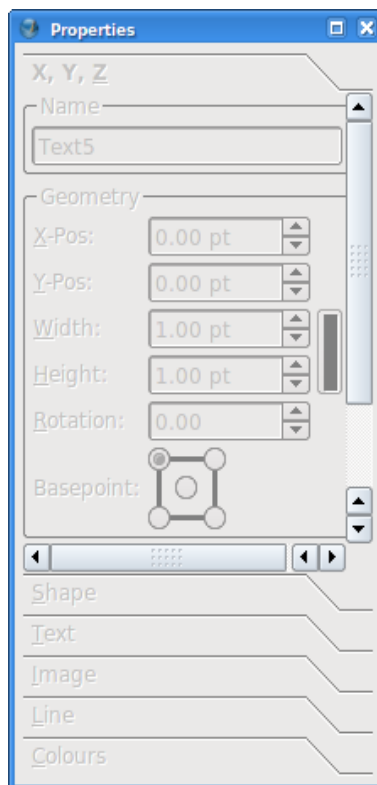 Properties
X, Y, Z
Name
Text5
Geometry
X-Pos: 0.00 pt
Y-Pos: 0.00 pt
Width: 1.00 pt
Height: 1.00 pt
Rotation: 0.00
Basepoint:
Shape
Text
Image
Line
Colours